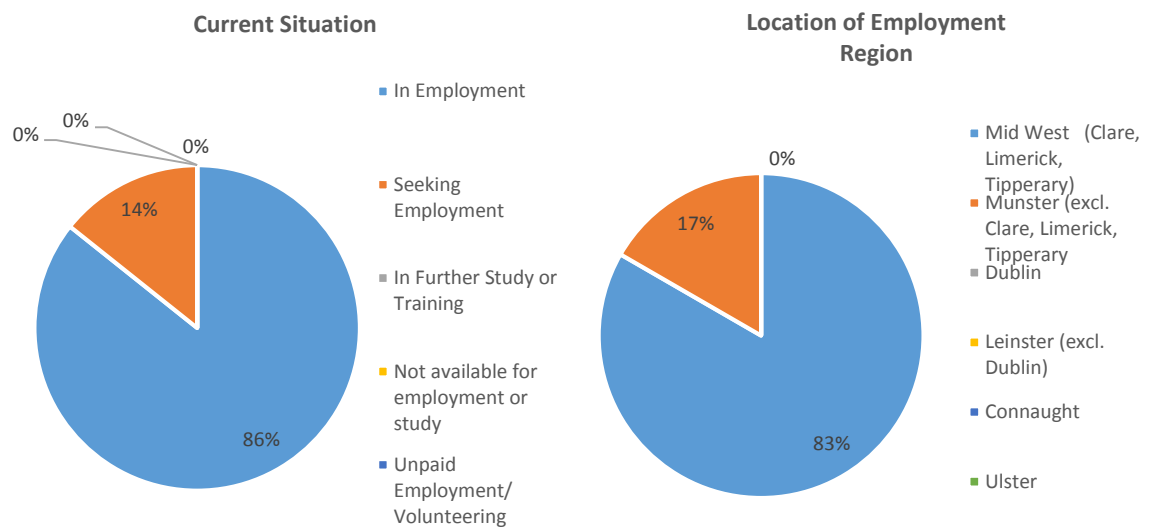 Current Situation
0%
0%
0%
14%
86%
In Employment
Seeking
Employment
In Further Study or
Training
Not available for
employment or
study
Unpaid
Employment/
Volunteering
Location of Employment
Region
0%
17%
83%
Mid West (Clare,
Limerick,
Tipperary)
Munster (excl.
Clare, Limerick,
Tipperary
Dublin
Leinster (excl.
Dublin)
Connaught
Ulster